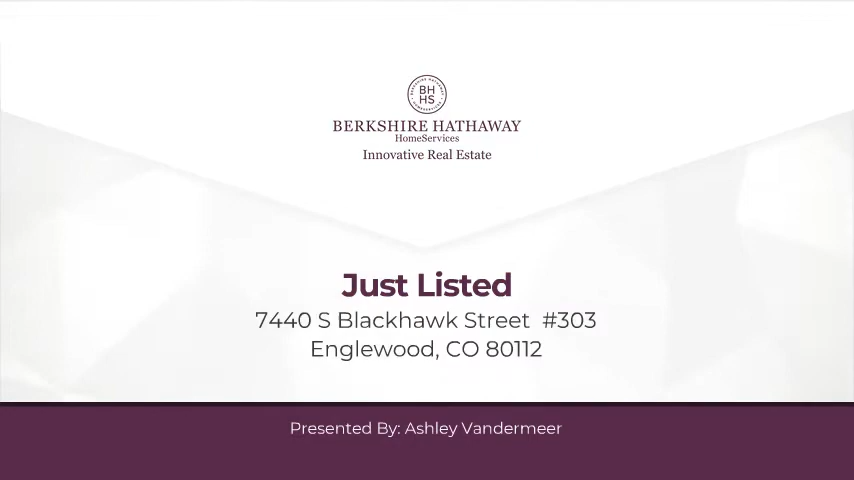 BH
HS
BERKSHIRE HATHAWAY
HomeServices
Innovative Real Estate
Just Listed
7440 S Blackhawk Street #303
Englewood, CO 80112
Presented By: Ashley Vandermeer